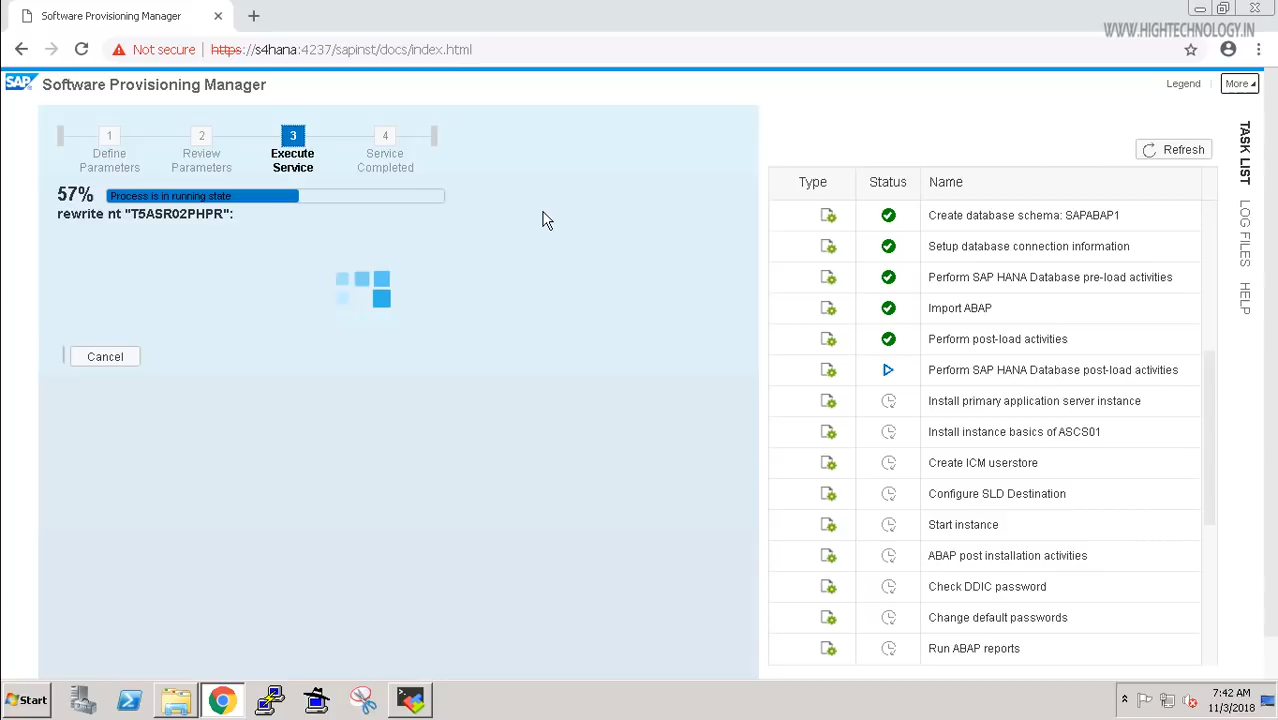 Software Provisioning Manager
WWW.HIGHTECHNOLOGY.IN
Not secure
https://s4hana:4237/sapinst/docs/index.html
SAP Software Provisioning Manager
Legend
More
1
2
3
4
Define Parameters
Review Parameters
Execute Service
Service Completed
57%
Process is in running state
rewrite nt "T5ASR02PHPR":
Cancel
Refresh
Type Status Name
Create database schema: SAPABAP1
Setup database connection information
Perform SAP HANA Database pre-load activities
Import ABAP
Perform post-load activities
Perform SAP HANA Database post-load activities
Install primary application server instance
Install instance basics of ASCS01
Create ICM userstore
Configure SLD Destination
Start instance
ABAP post installation activities
Check DDIC password
Change default passwords
Run ABAP reports
TASK LIST
LOG FILES
HELP
Start
7:42 AM
11/3/2018